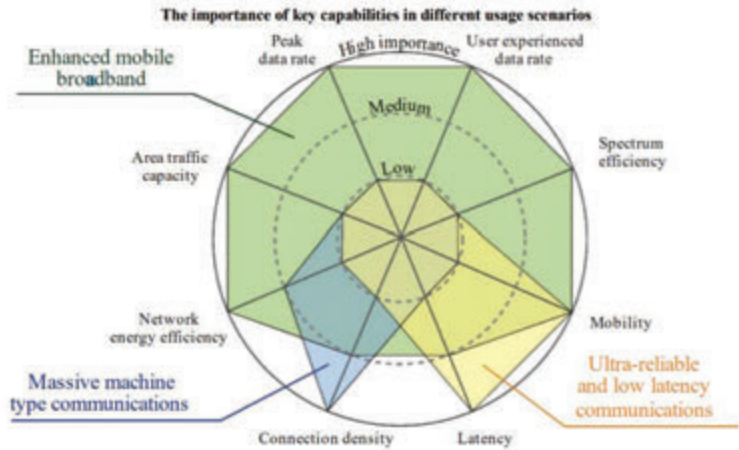 The importance of key capabilities in different usage scenarios
Peak
data rate
High importance
User experienced
data rate
Enhanced mobile
broadband
Medium
Area traffic
capacity
Low
Spectrum
efficiency
Network
energy efficiency
Mobility
Massive machine
type communications
Ultra-reliable
and low latency
communications
Connection density
Latency